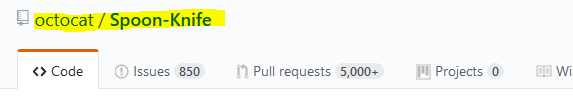 octocat / Spoon-Knife
Code Issues 850 Pull requests 5,000+ Projects 0 Wi